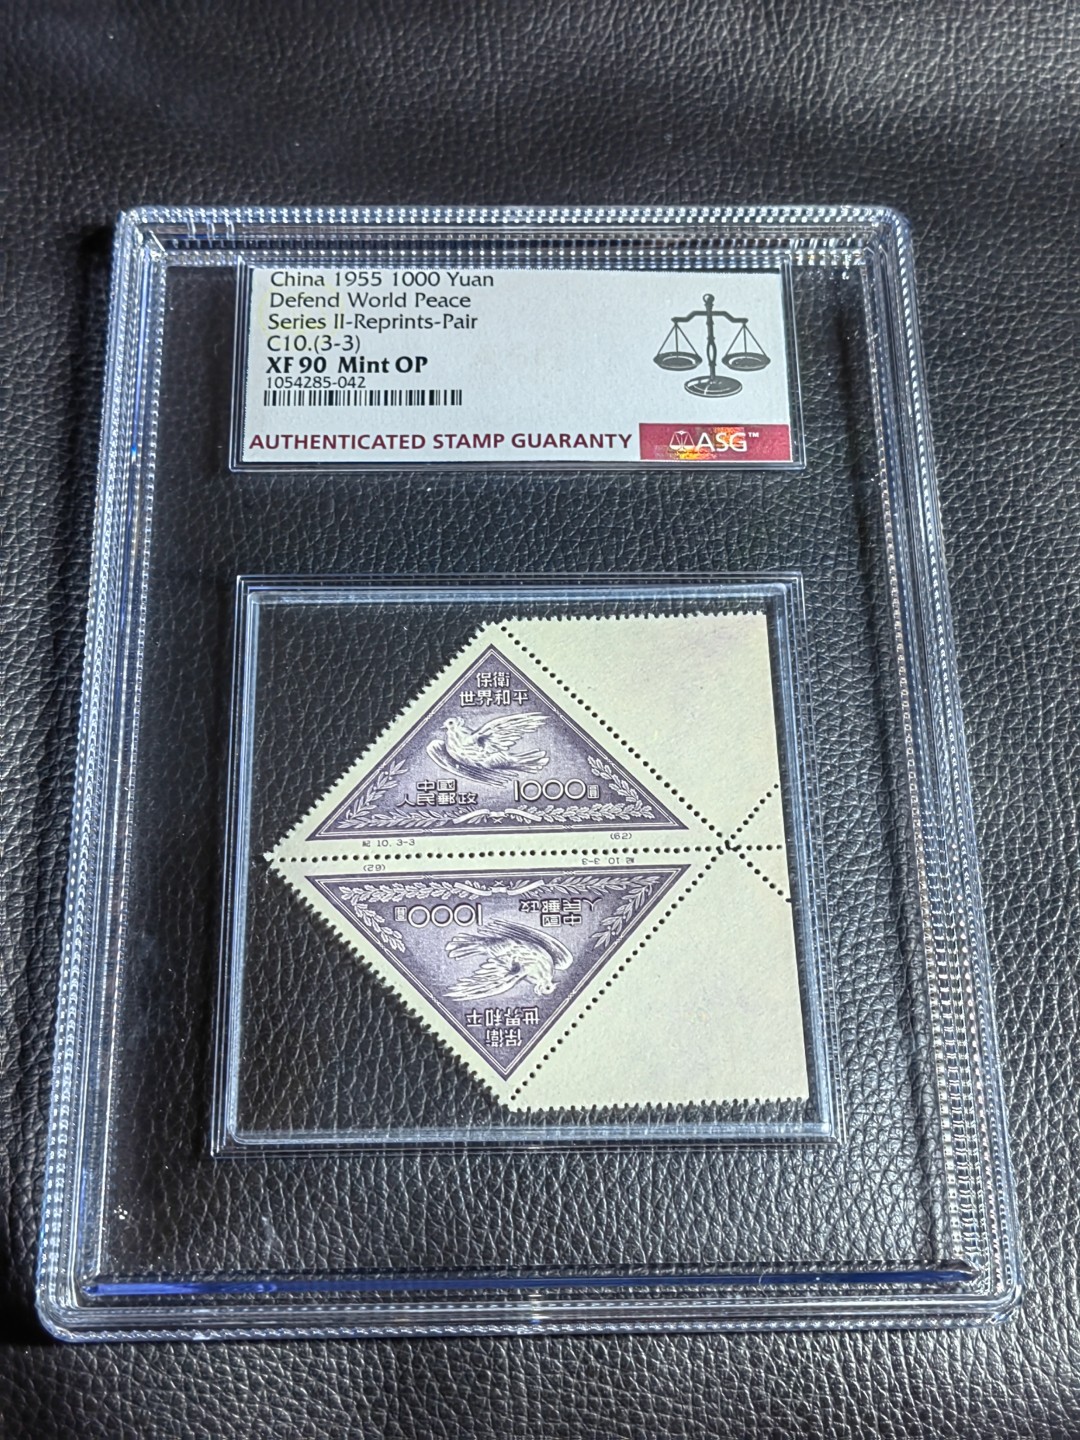 China 1955 1000 Yuan
Defend World Peace
Series II-Reprints-Pair
C10.(3-3)
XF 90 Mint OP
1054285-042
AUTHENTICATED STAMP GUARANTY
ASG™
保衛
世界和平
中國
人民郵政
1000圓
紀 10. 3-3
(62)
(62)
紀 10. 3-3
1000圓
中國
人民郵政
世界和平
保衛